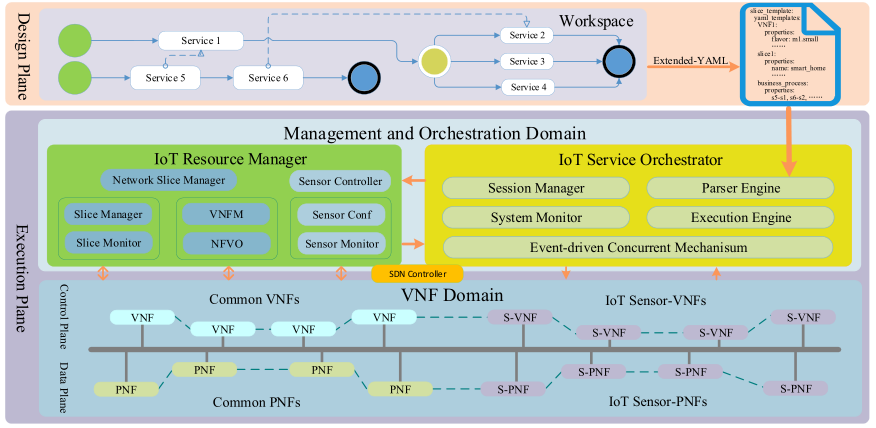 Design Plane
Workspace
Service 1
Service 2
Service 5
Service 6
Service 3
Service 4
Extended-YAML
slice_template:
yaml_templates:
VNF1:
properties:
flavor: m1.small
······
slice1:
properties:
name: smart_home
······
business_process:
properties:
s5-s1, s6-s2, ······
Execution Plane
Management and Orchestration Domain
IoT Resource Manager
Network Slice Manager
Sensor Controller
Slice Manager
VNFM
Sensor Conf
Slice Monitor
NFVO
Sensor Monitor
IoT Service Orchestrator
Session Manager
Parser Engine
System Monitor
Execution Engine
Event-driven Concurrent Mechanisum
SDN Controller
VNF Domain
Control Plane
Common VNFs
IoT Sensor-VNFs
VNF
VNF
VNF
VNF
S-VNF
S-VNF
S-VNF
S-VNF
Data Plane
PNF
PNF
PNF
PNF
S-PNF
S-PNF
S-PNF
S-PNF
Common PNFs
IoT Sensor-PNFs